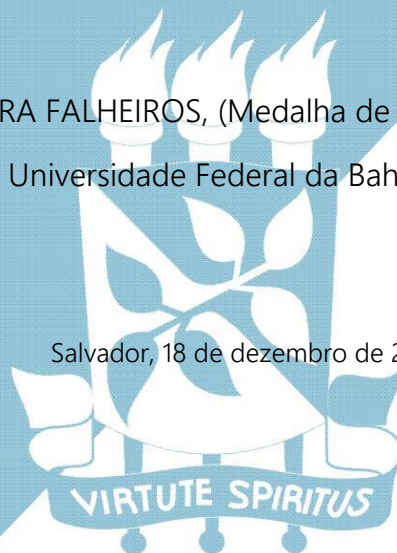 RA FALHEIROS, (Medalha de
Universidade Federal da Bah
Salvador, 18 de dezembro de 2
VIRTUTE SPIRITUS